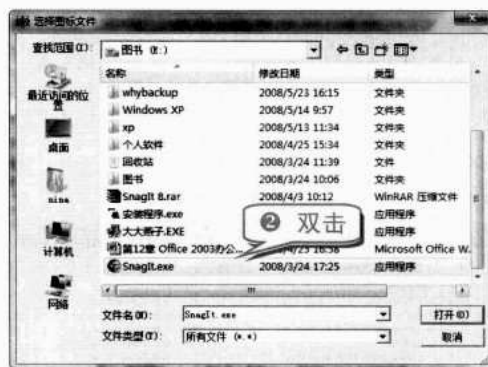 选择图标文件
查找范围(I): 图书 (E:)
名称 修改日期 类型
whybackup 2008/5/23 16:15 文件夹
Windows XP 2008/5/14 9:57 文件夹
xp 2008/5/13 11:34 文件夹
个人软件 2008/4/25 15:34 文件夹
回收站 2008/3/24 11:39 文件
图书 2008/3/24 10:06 文件夹
SnagIt 8.rar 2008/4/3 10:12 WinRAR 压缩文件
安装程序.exe 应用程序
大大燕子.EXE 应用程序
第12章 Office 2003办公... 16:58 Microsoft Office W.
SnagIt.exe 2008/3/24 17:25 应用程序
❷ 双击
最近访问的位置
桌面
nina
计算机
网络
文件名(N): SnagIt.exe 打开(O)
文件类型(T): 所有文件 (*.*) 取消